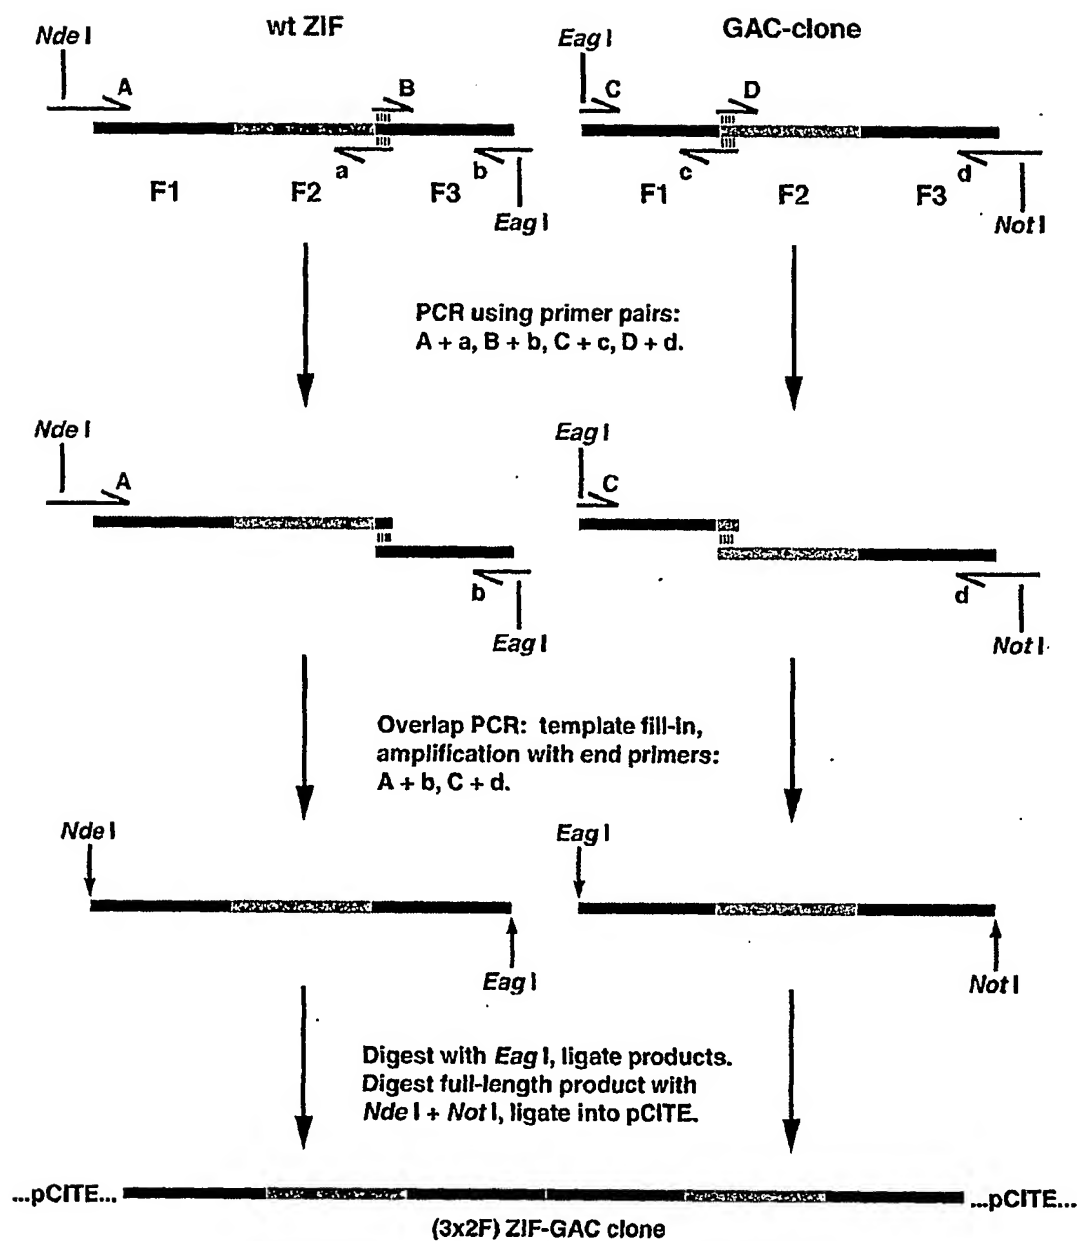 wt ZIF
GAC-clone
Nde I
Eag I
A
B
C
D
a
b
c
d
F1
F2
F3
F1
F2
F3
Eag I
Not I
PCR using primer pairs:
A + a, B + b, C + c, D + d.
Nde I
Eag I
A
C
b
d
Eag I
Not I
Overlap PCR: template fill-in,
amplification with end primers:
A + b, C + d.
Nde I
Eag I
Eag I
Not I
Digest with Eag I, ligate products.
Digest full-length product with
Nde I + Not I, ligate into pCITE.
...pCITE...
...pCITE...
(3x2F) ZIF-GAC clone